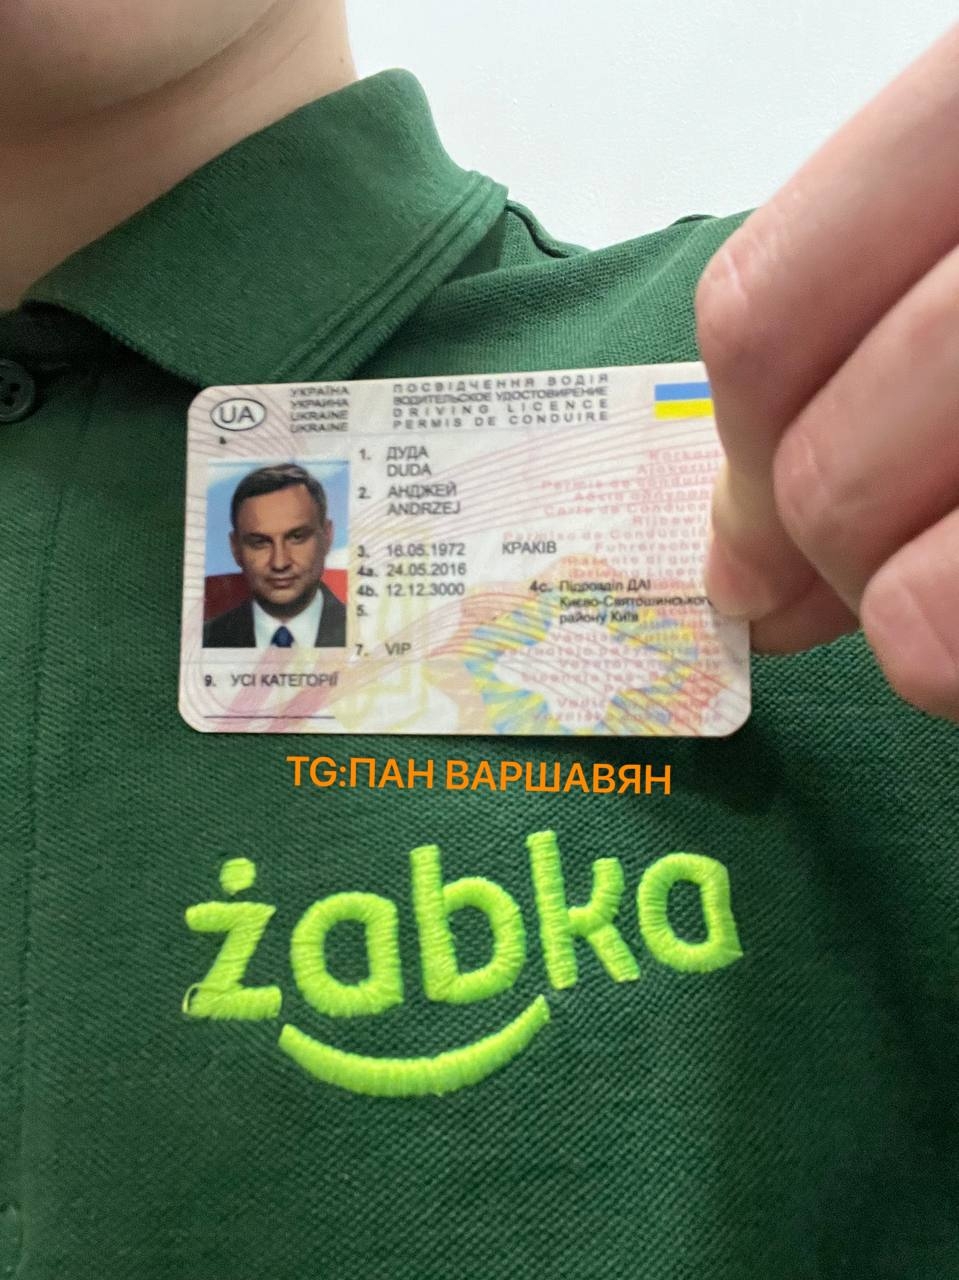 UA
УКРАЇНА
УКРАИНА
UKRAINE
UKRAINE
ПОСВІДЧЕННЯ ВОДІЯ
ВОДИТЕЛЬСКОЕ УДОСТОВИРЕНИЕ
DRIVING LICENCE
PERMIS DE CONDUIRE
1. ДУДА
DUDA
2. АНДЖЕЙ
ANDRZEJ
3. 16.05.1972 КРАКІВ
4a. 24.05.2016
4b. 12.12.3000
4c. Підрозділ ДАІ
Києво-Святошинського
району Київ
5.
7. VIP
9. УСІ КАТЕГОРІЇ
TG:ПАН ВАРШАВЯН
żabka